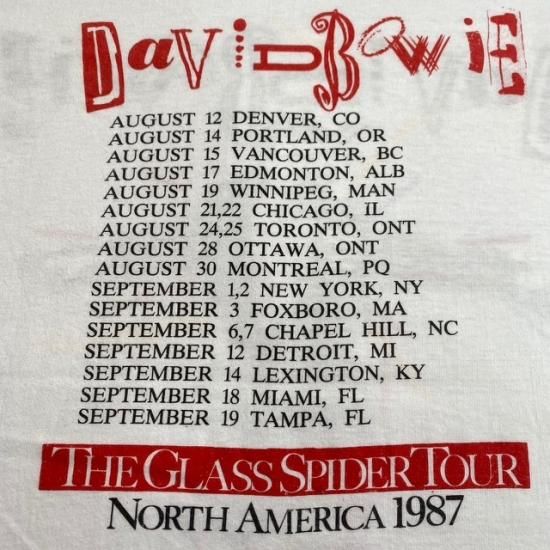 DaViD BowiE
AUGUST 12 DENVER, CO
AUGUST 14 PORTLAND, OR
AUGUST 15 VANCOUVER, BC
AUGUST 17 EDMONTON, ALB
AUGUST 19 WINNIPEG, MAN
AUGUST 21,22 CHICAGO, IL
AUGUST 24,25 TORONTO, ONT
AUGUST 28 OTTAWA, ONT
AUGUST 30 MONTREAL, PQ
SEPTEMBER 1,2 NEW YORK, NY
SEPTEMBER 3 FOXBORO, MA
SEPTEMBER 6,7 CHAPEL HILL, NC
SEPTEMBER 12 DETROIT, MI
SEPTEMBER 14 LEXINGTON, KY
SEPTEMBER 18 MIAMI, FL
SEPTEMBER 19 TAMPA, FL
THE GLASS SPIDER TOUR
NORTH AMERICA 1987